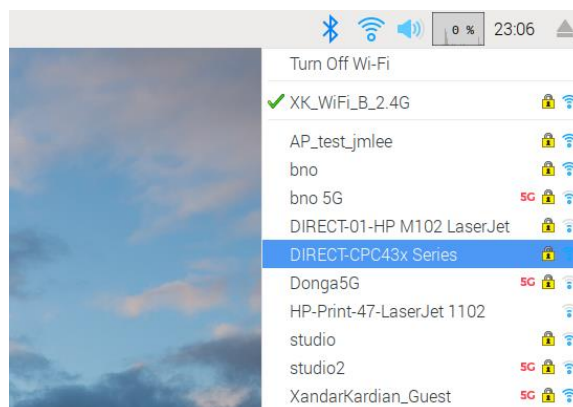 0 % 23:06
Turn Off Wi-Fi
XK_WiFi_B_2.4G
AP_test_jmlee
bno
bno 5G 5G
DIRECT-01-HP M102 LaserJet
DIRECT-CPC43x Series
Donga5G 5G
HP-Print-47-LaserJet 1102
studio
studio2 5G
XandarKardian_Guest 5G